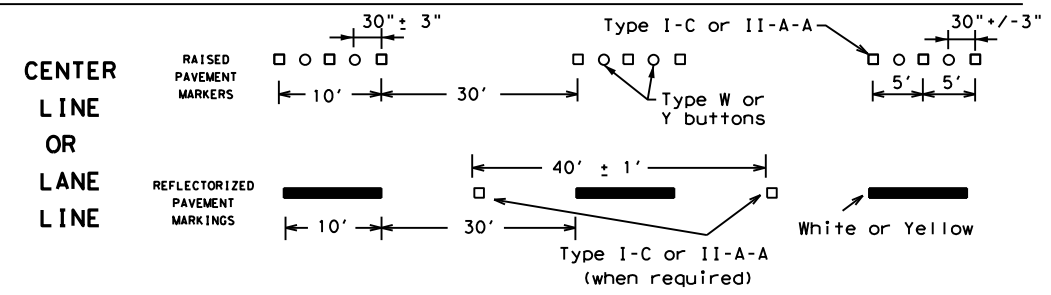 CENTER
LINE
OR
LANE
LINE
RAISED
PAVEMENT
MARKERS
30"± 3"
10'
30'
Type I-C or II-A-A
Type W or
Y buttons
30"+/-3"
5'
5'
REFLECTORIZED
PAVEMENT
MARKINGS
10'
30'
40' ± 1'
Type I-C or II-A-A
(when required)
White or Yellow